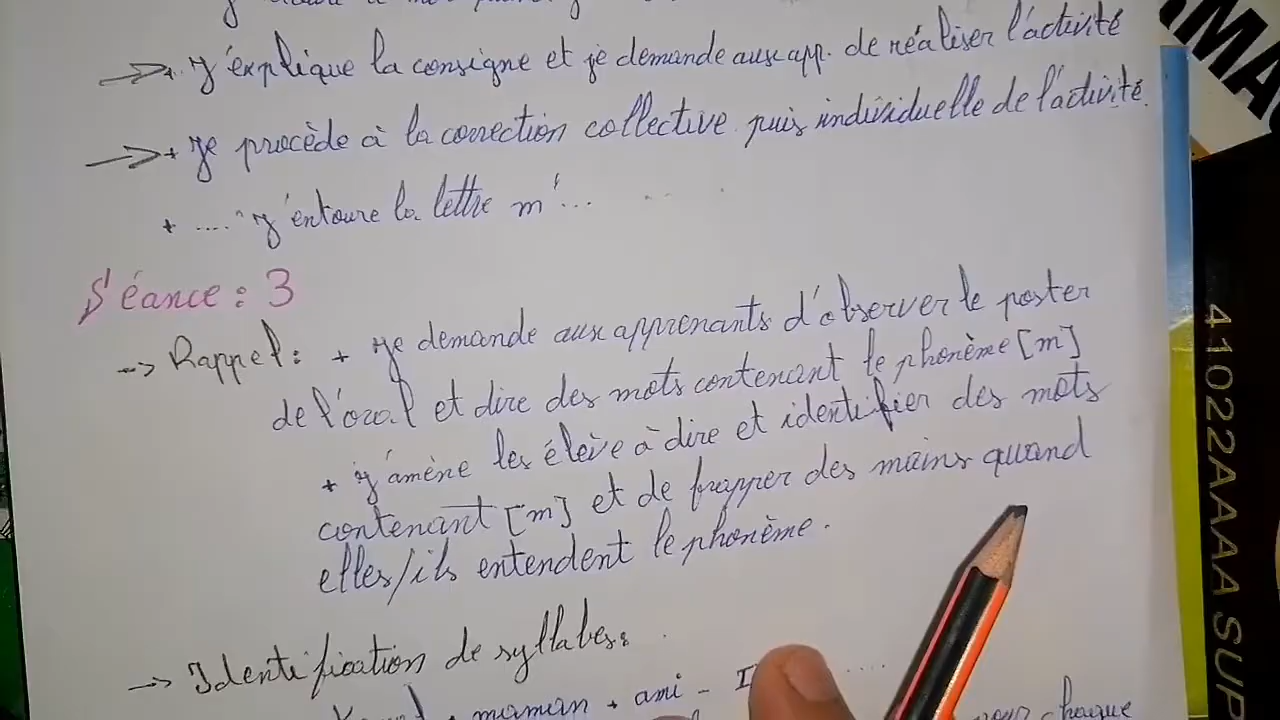 + J'explique la consigne et je demande aux app. de réaliser l'activité
+ Je procède à la correction collective puis individuelle de l'activité.
+ .... "J'entoure la lettre m"...
Séance : 3
-> Rappel : + Je demande aux apprenants d'observer le poster
de l'oral et dire des mots contenant le phonème [m]
+ J'amène les élève à dire et identifier des mots
contenant [m] et de frapper des mains quand
elles/ils entendent le phonème.
-> Identification de syllabes :
maman + ami -
pour chaque
41022AAAA SUP